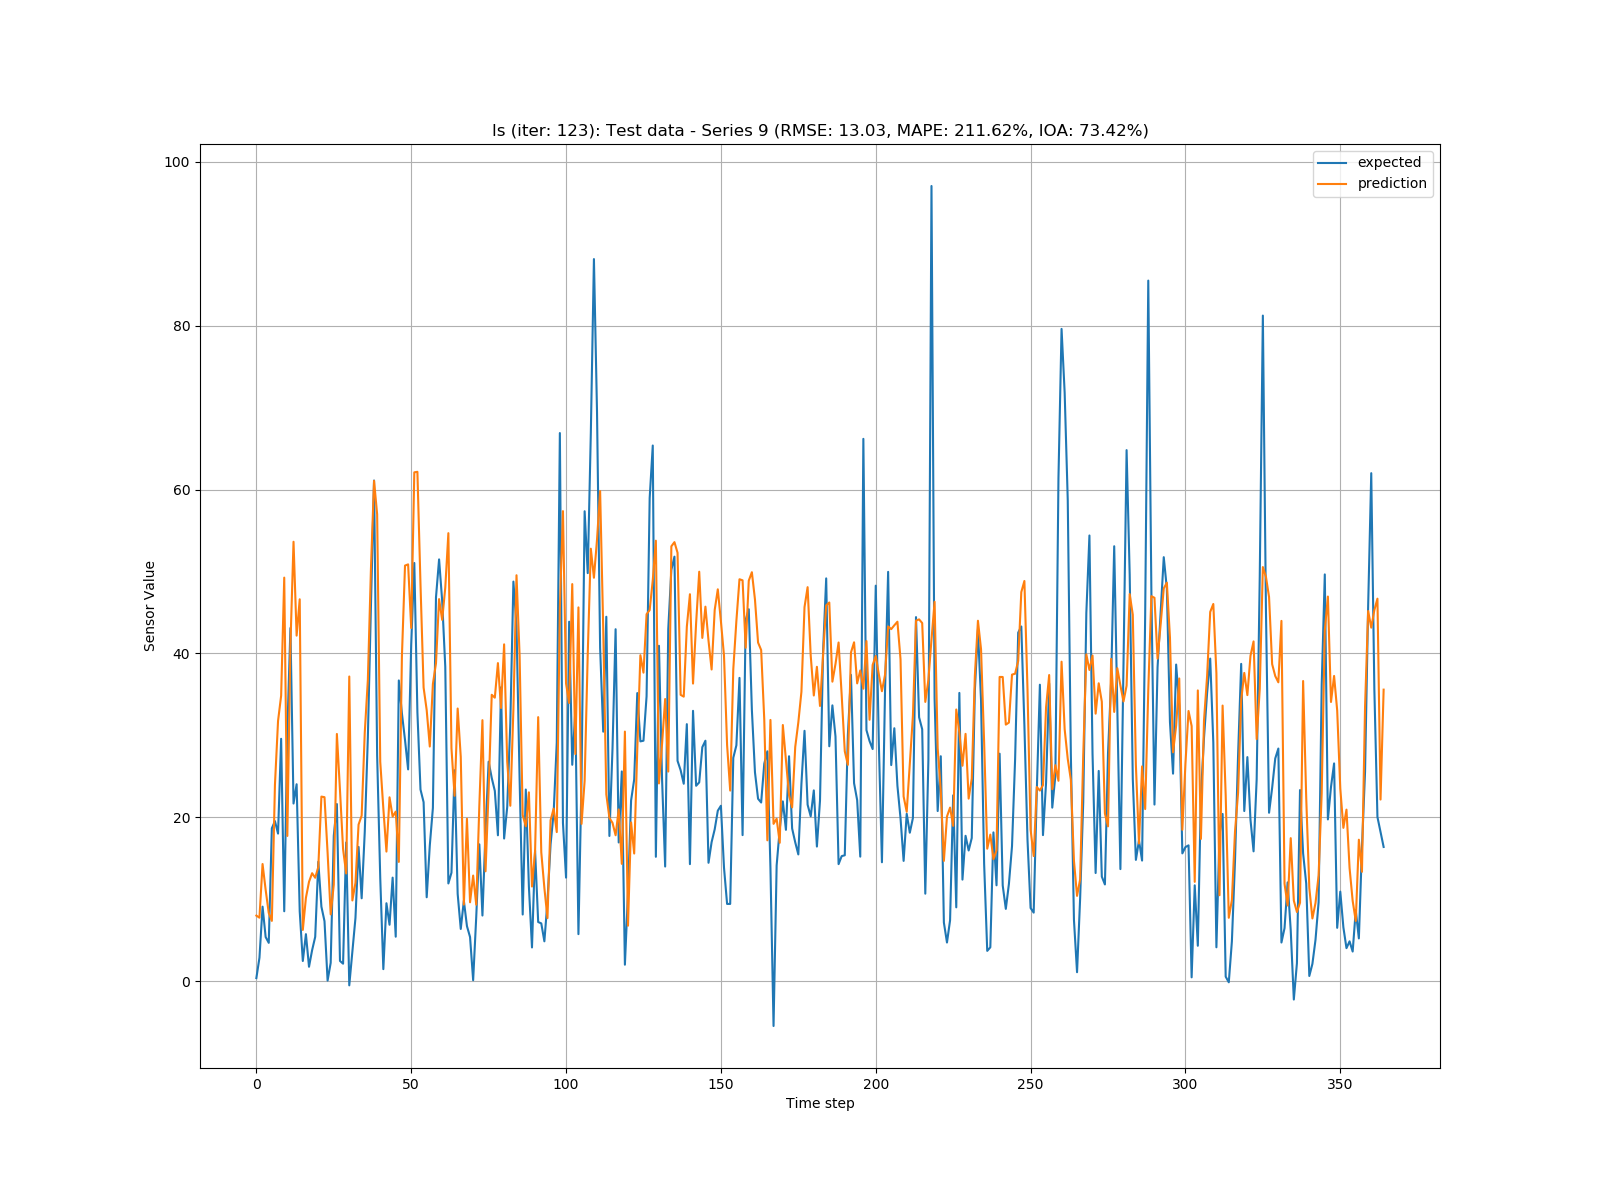 ls (iter: 123): Test data - Series 9 (RMSE: 13.03, MAPE: 211.62%, IOA: 73.42%)
expected
prediction
100
80
60
40
20
0
Sensor Value
0 50 100 150 200 250 300 350
Time step